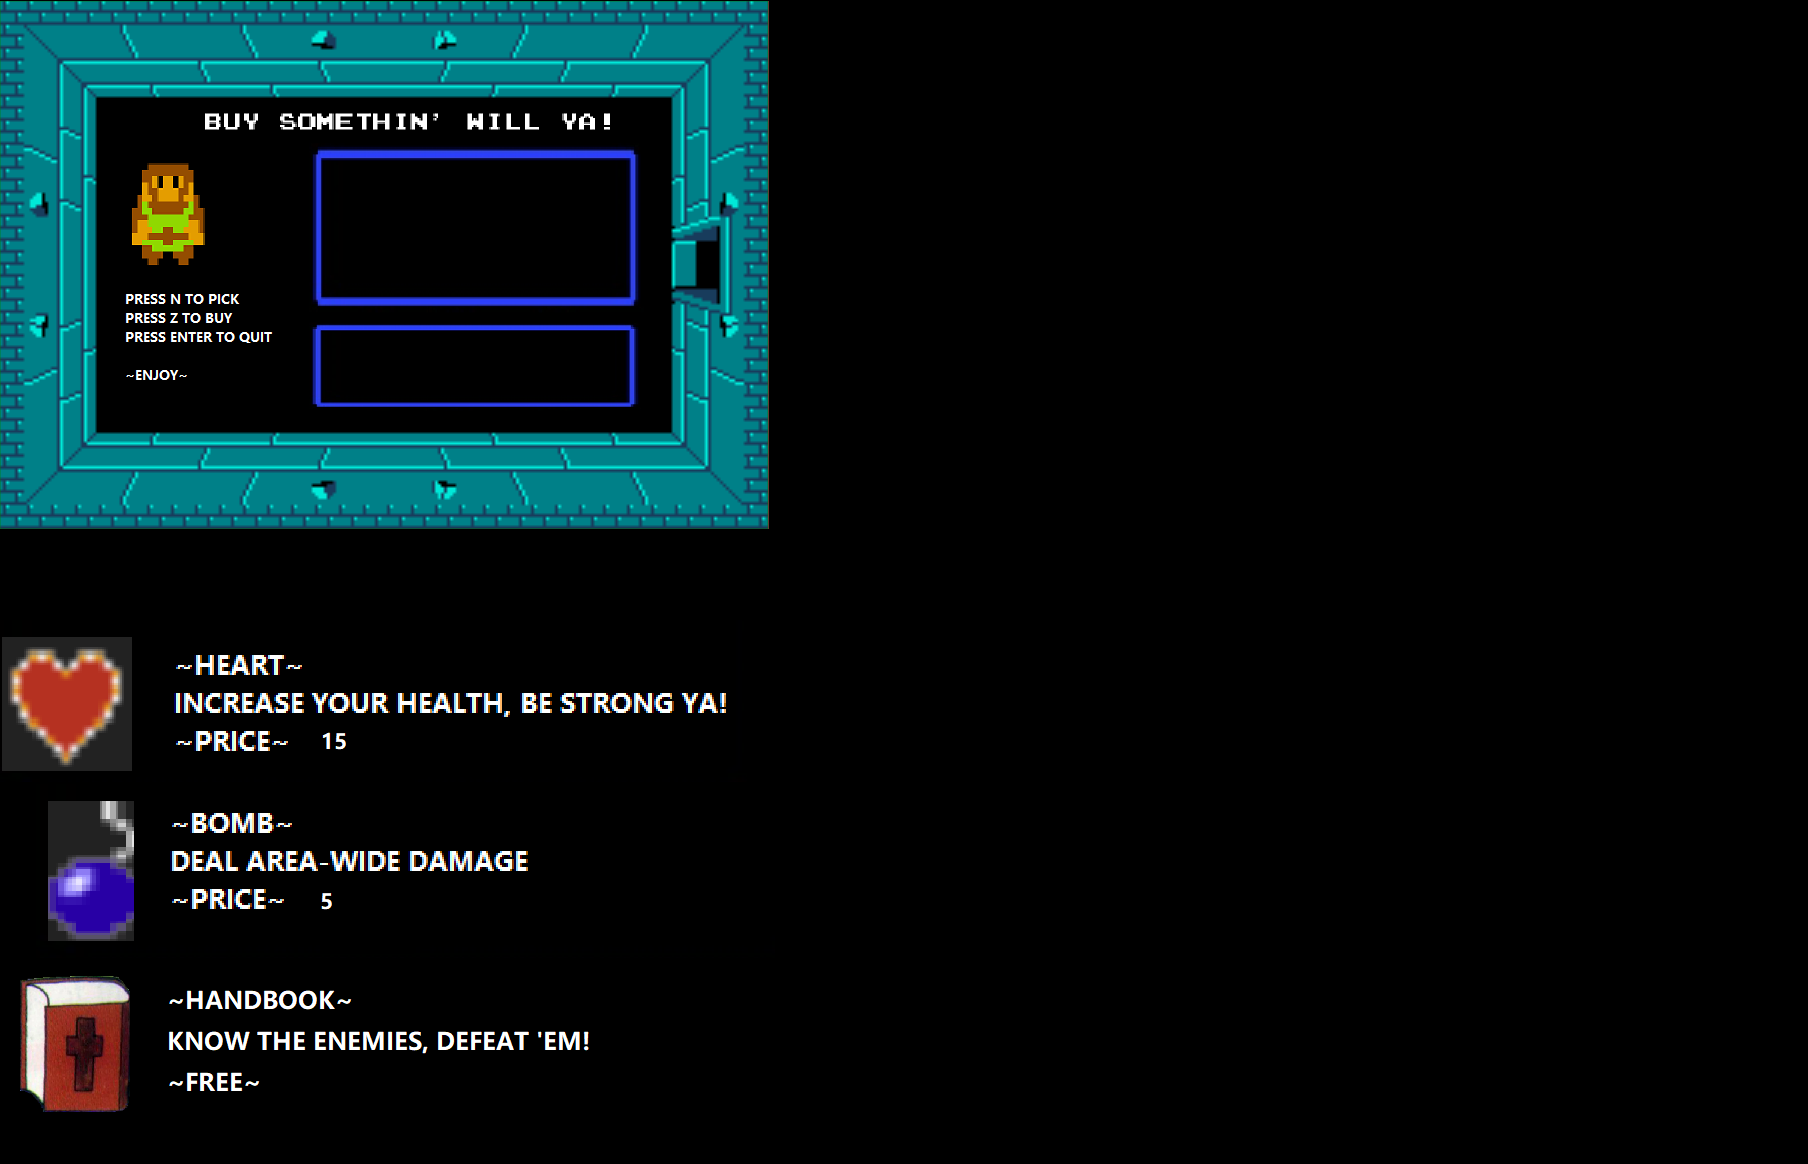 BUY SOMETHIN' WILL YA!
PRESS N TO PICK
PRESS Z TO BUY
PRESS ENTER TO QUIT
~ENJOY~
~HEART~
INCREASE YOUR HEALTH, BE STRONG YA!
~PRICE~ 15
~BOMB~
DEAL AREA-WIDE DAMAGE
~PRICE~ 5
~HANDBOOK~
KNOW THE ENEMIES, DEFEAT 'EM!
~FREE~